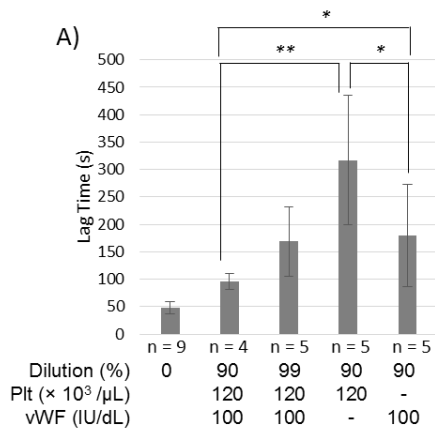 A)
*
** *
500
450
400
350
300
250
200
150
100
50
0
Lag Time (s)
n = 9 n = 4 n = 5 n = 5 n = 5
Dilution (%) 0 90 99 90 90
Plt (× 10³ /µL) 120 120 120 -
vWF (IU/dL) 100 100 - 100